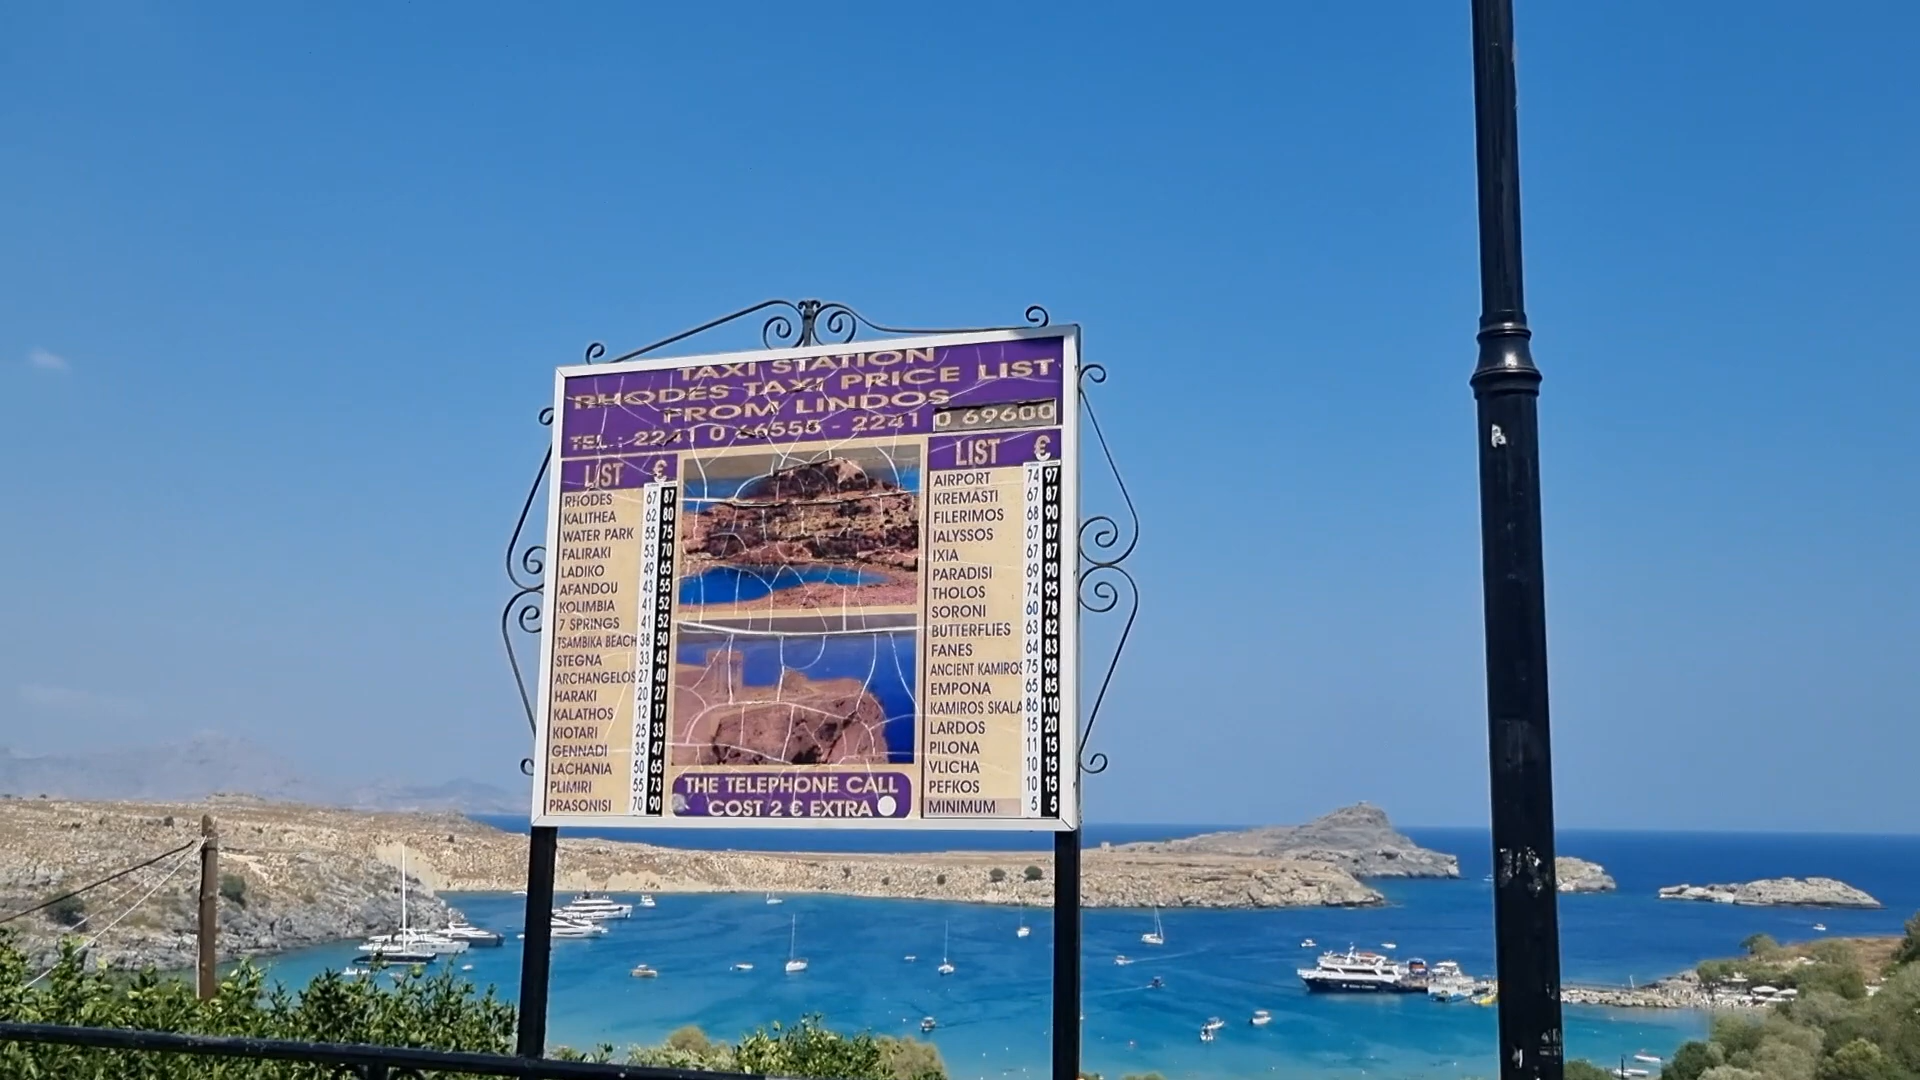 TAXI STATION
RHODES TAXI PRICE LIST
FROM LINDOS
TEL.: 2241 0 66555 - 2241 0 69600
LIST €
RHODES 67 87
KALITHEA 62 80
WATER PARK 55 75
FALIRAKI 53 70
LADIKO 49 65
AFANDOU 43 55
KOLIMBIA 41 52
7 SPRINGS 41 52
TSAMBIKA BEACH 38 50
STEGNA 33 43
ARCHANGELOS 27 40
HARAKI 20 27
KALATHOS 12 17
KIOTARI 25 33
GENNADI 35 47
LACHANIA 50 65
PLIMIRI 55 73
PRASONISI 70 90
THE TELEPHONE CALL
COST 2 € EXTRA
LIST €
AIRPORT 74 97
KREMASTI 67 87
FILERIMOS 68 90
IALYSSOS 67 87
IXIA 67 87
PARADISI 69 90
THOLOS 74 95
SORONI 60 78
BUTTERFLIES 63 82
FANES 64 83
ANCIENT KAMIROS 75 98
EMPONA 65 85
KAMIROS SKALA 86 110
LARDOS 15 20
PILONA 11 15
VLICHA 10 15
PEFKOS 10 15
MINIMUM 5 5